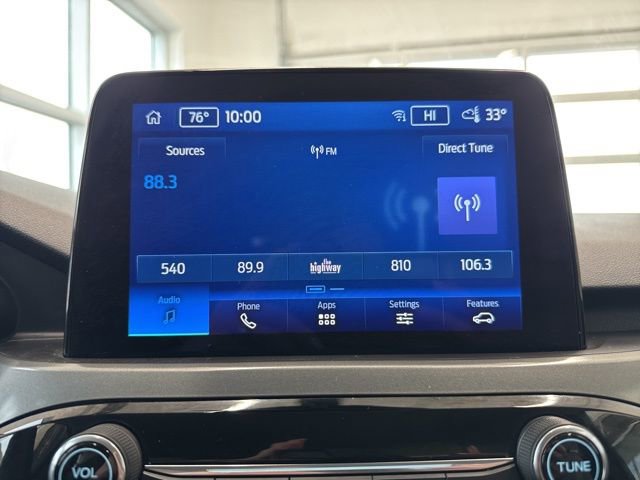 76° 10:00 HI 33°
Sources FM Direct Tune
88.3
540 89.9 the highway 810 106.3
Audio Phone Apps Settings Features
VOL TUNE